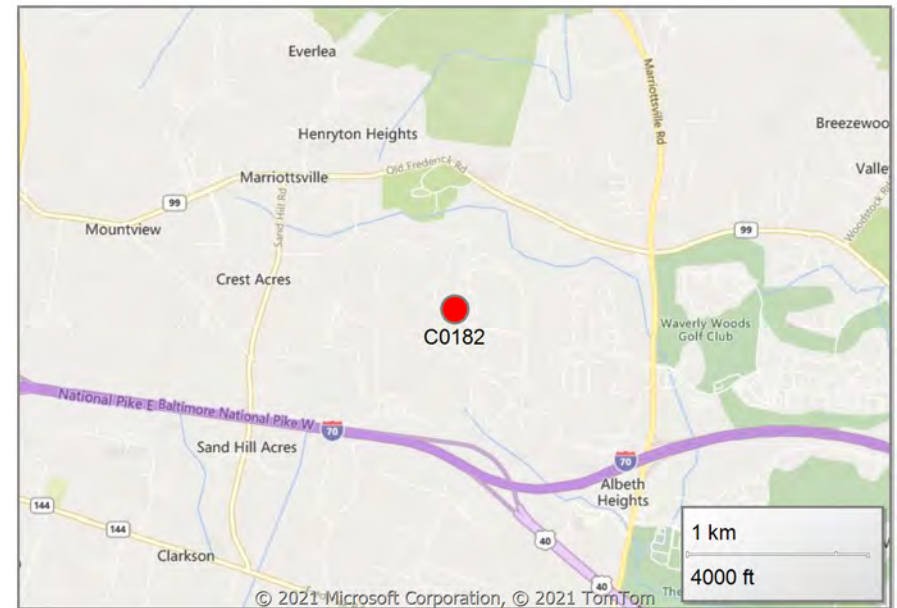 Everlea
Marriottsville Rd
Henryton Heights
Breezewoo
Old Frederick Rd
Valle
Marriottsville
Sand Hill Rd
99
Woodstock Rd
Mountview
99
Crest Acres
C0182
Waverly Woods
Golf Club
National Pike E
Baltimore National Pike W
70
Sand Hill Acres
70
Albeth
Heights
144
144
40
1 km
4000 ft
Clarkson
40
The
© 2021 Microsoft Corporation, © 2021 TomTom